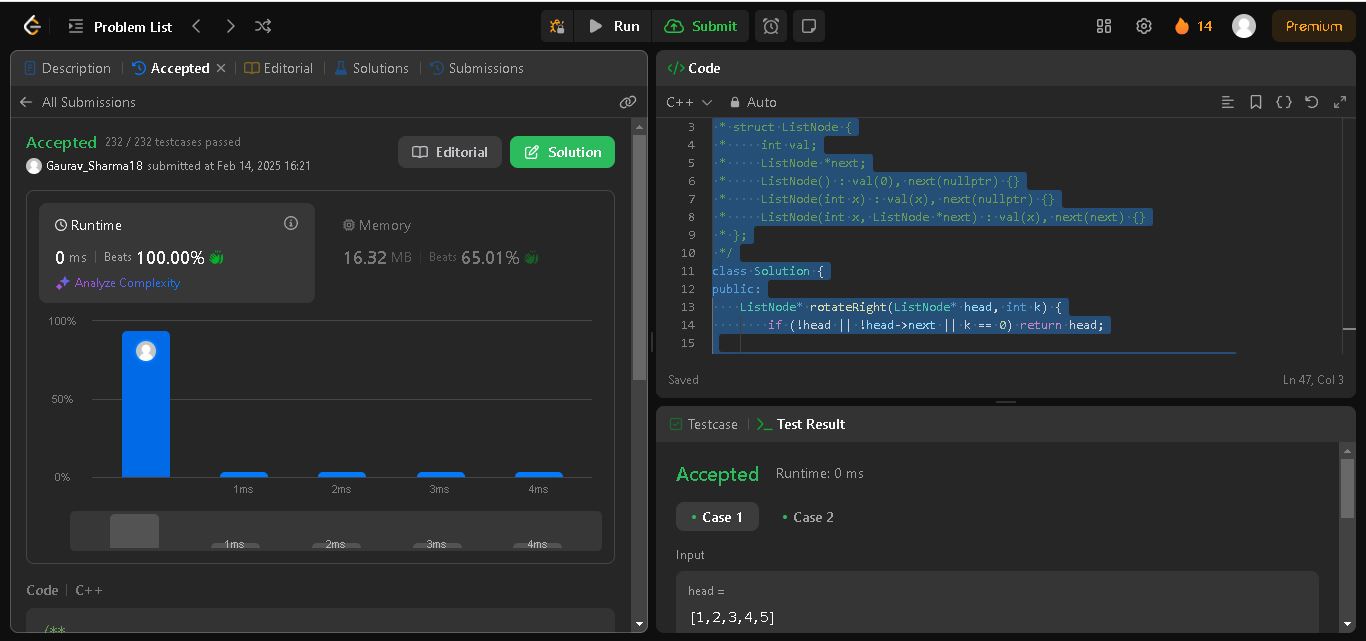 Problem List
Run
Submit
14
Premium
Description
Accepted
Editorial
Solutions
Submissions
All Submissions
Accepted 232 / 232 testcases passed
Gaurav_Sharma18 submitted at Feb 14, 2025 16:21
Editorial
Solution
Runtime
0 ms | Beats 100.00%
Analyze Complexity
Memory
16.32 MB | Beats 65.01%
100%
50%
0%
1ms 2ms 3ms 4ms
1ms 2ms 3ms 4ms
Code | C++
/**
</> Code
C++ Auto
3 * struct ListNode {
4 *     int val;
5 *     ListNode *next;
6 *     ListNode() : val(0), next(nullptr) {}
7 *     ListNode(int x) : val(x), next(nullptr) {}
8 *     ListNode(int x, ListNode *next) : val(x), next(next) {}
9 * };
10 */
11 class Solution {
12 public:
13     ListNode* rotateRight(ListNode* head, int k) {
14         if (!head || !head->next || k == 0) return head;
15
Saved
Ln 47, Col 3
Testcase
Test Result
Accepted Runtime: 0 ms
• Case 1
• Case 2
Input
head =
[1,2,3,4,5]